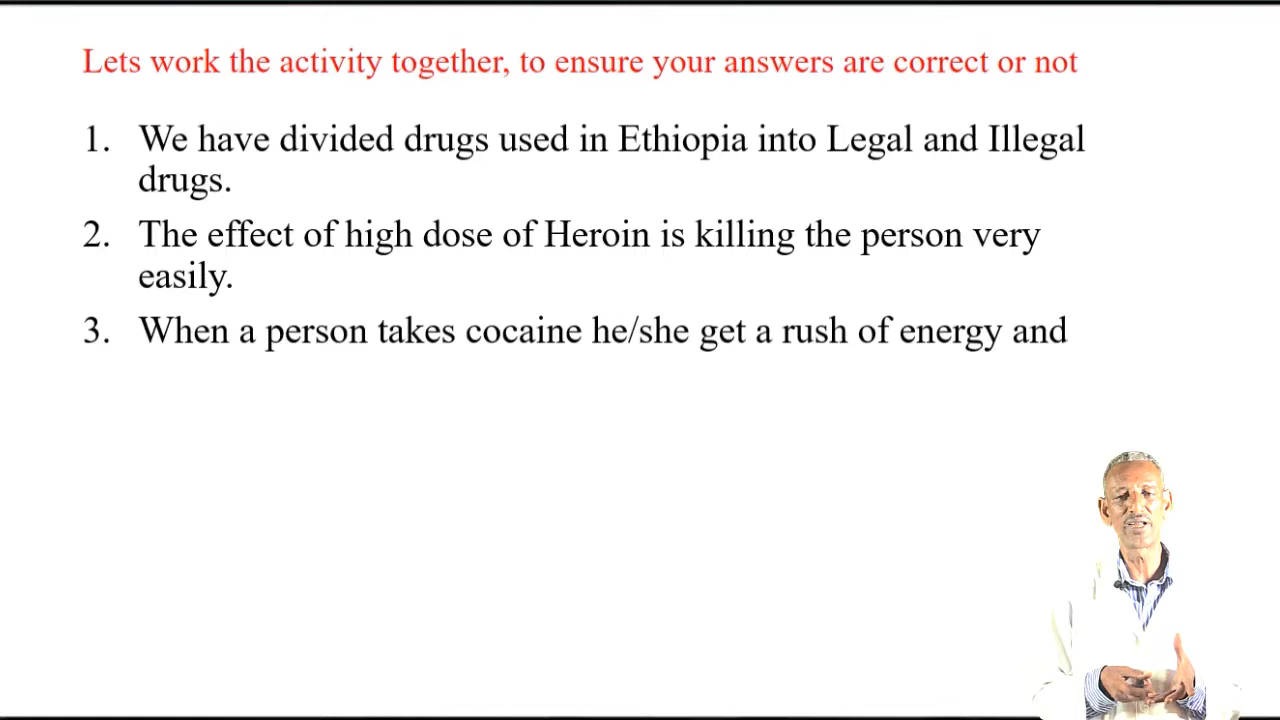 Lets work the activity together, to ensure your answers are correct or not
1. We have divided drugs used in Ethiopia into Legal and Illegal
drugs.
2. The effect of high dose of Heroin is killing the person very
easily.
3. When a person takes cocaine he/she get a rush of energy and